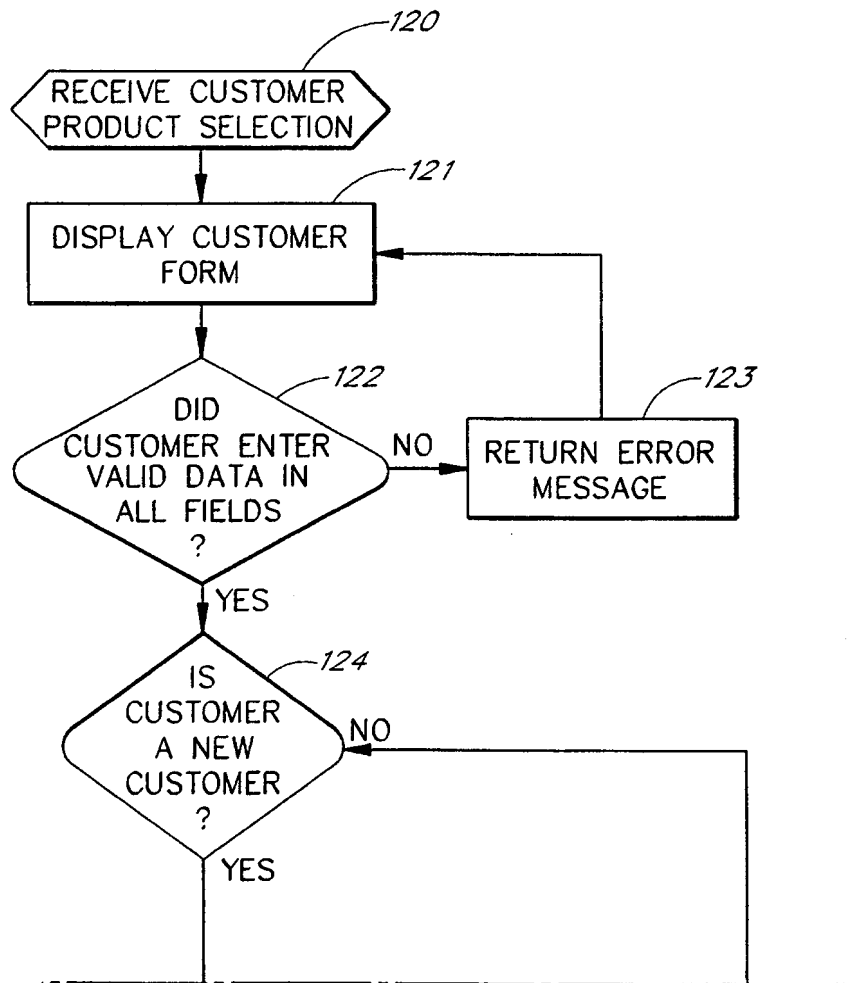 120
RECEIVE CUSTOMER
PRODUCT SELECTION
121
DISPLAY CUSTOMER
FORM
122
DID
CUSTOMER ENTER
VALID DATA IN
ALL FIELDS
?
NO
123
RETURN ERROR
MESSAGE
YES
124
IS
CUSTOMER
A NEW
CUSTOMER
?
NO
YES